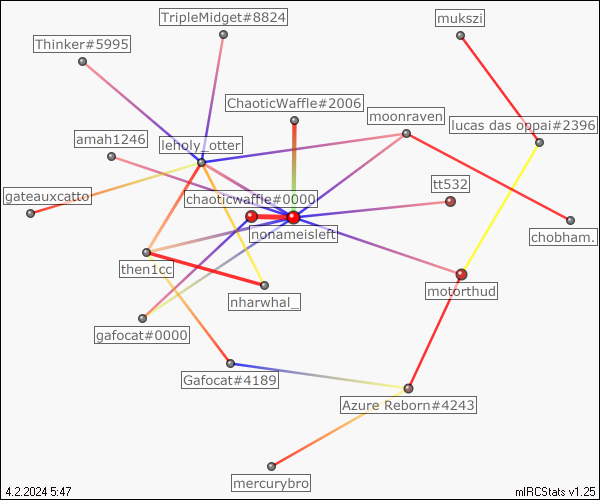 TripleMidget#8824
mukszi
Thinker#5995
ChaoticWaffle#2006
moonraven
lucas das oppai#2396
amah1246
leholy_otter
tt532
gateauxcatto
chaoticwaffle#0000
nonameisleft
chobham.
then1cc
motorthud
nharwhal_
gafocat#0000
Gafocat#4189
Azure Reborn#4243
mercurybro
4.2.2024 5:47
mIRCStats v1.25